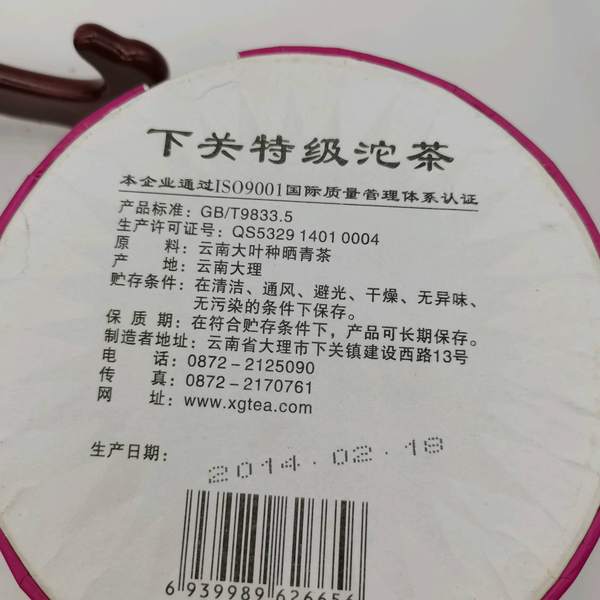 下关特级沱茶
本企业通过ISO9001国际质量管理体系认证
产品标准：GB/T9833.5
生产许可证号：QS5329 1401 0004
原 料：云南大叶种晒青茶
产 地：云南大理
贮存条件：在清洁、通风、避光、干燥、无异味、
无污染的条件下保存。
保 质 期：在符合贮存条件下，产品可长期保存。
制造者地址：云南省大理市下关镇建设西路13号
电 话：0872-2125090
传 真：0872-2170761
网 址：www.xgtea.com
生产日期：2014.02.18
6 939989 626656